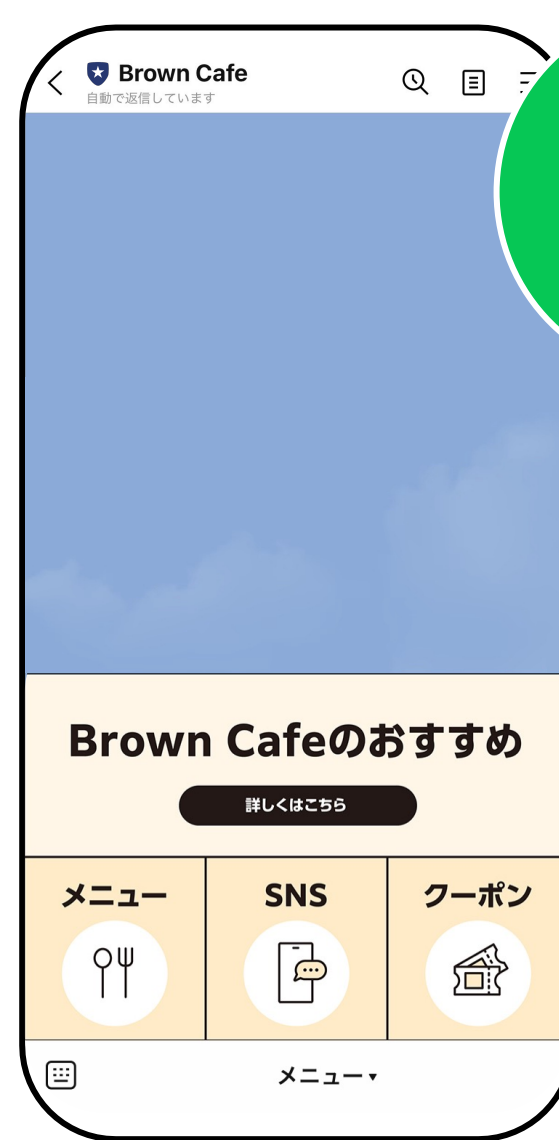 Brown Cafe
自動で返信しています
Brown Cafeのおすすめ
詳しくはこちら
メニュー
SNS
クーポン
メニュー▾